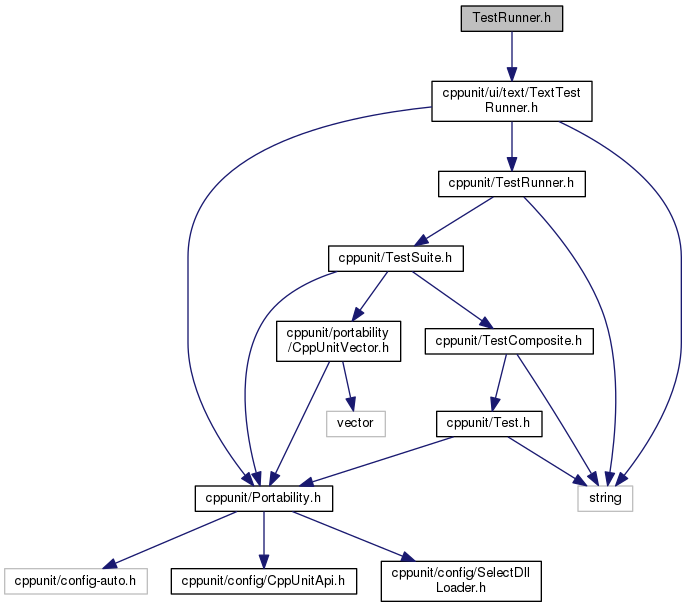 TestRunner.h
cppunit/ui/text/TextTest
Runner.h
cppunit/TestRunner.h
cppunit/TestSuite.h
cppunit/portability
/CppUnitVector.h
cppunit/TestComposite.h
vector
cppunit/Test.h
cppunit/Portability.h
string
cppunit/config-auto.h
cppunit/config/CppUnitApi.h
cppunit/config/SelectDll
Loader.h